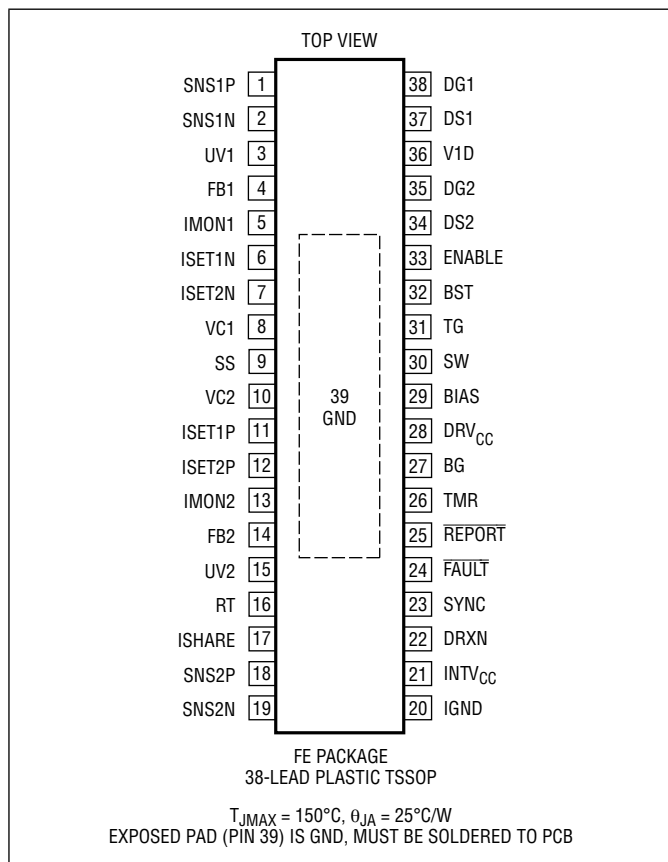 TOP VIEW
SNS1P 1 38 DG1
SNS1N 2 37 DS1
UV1 3 36 V1D
FB1 4 35 DG2
IMON1 5 34 DS2
ISET1N 6 33 ENABLE
ISET2N 7 32 BST
VC1 8 31 TG
SS 9 30 SW
VC2 10 29 BIAS
ISET1P 11 28 DRVCC
ISET2P 12 27 BG
IMON2 13 26 TMR
FB2 14 25 REPORT
UV2 15 24 FAULT
RT 16 23 SYNC
ISHARE 17 22 DRXN
SNS2P 18 21 INTVCC
SNS2N 19 20 IGND
39
GND
FE PACKAGE
38-LEAD PLASTIC TSSOP
TJMAX = 150°C, θJA = 25°C/W
EXPOSED PAD (PIN 39) IS GND, MUST BE SOLDERED TO PCB